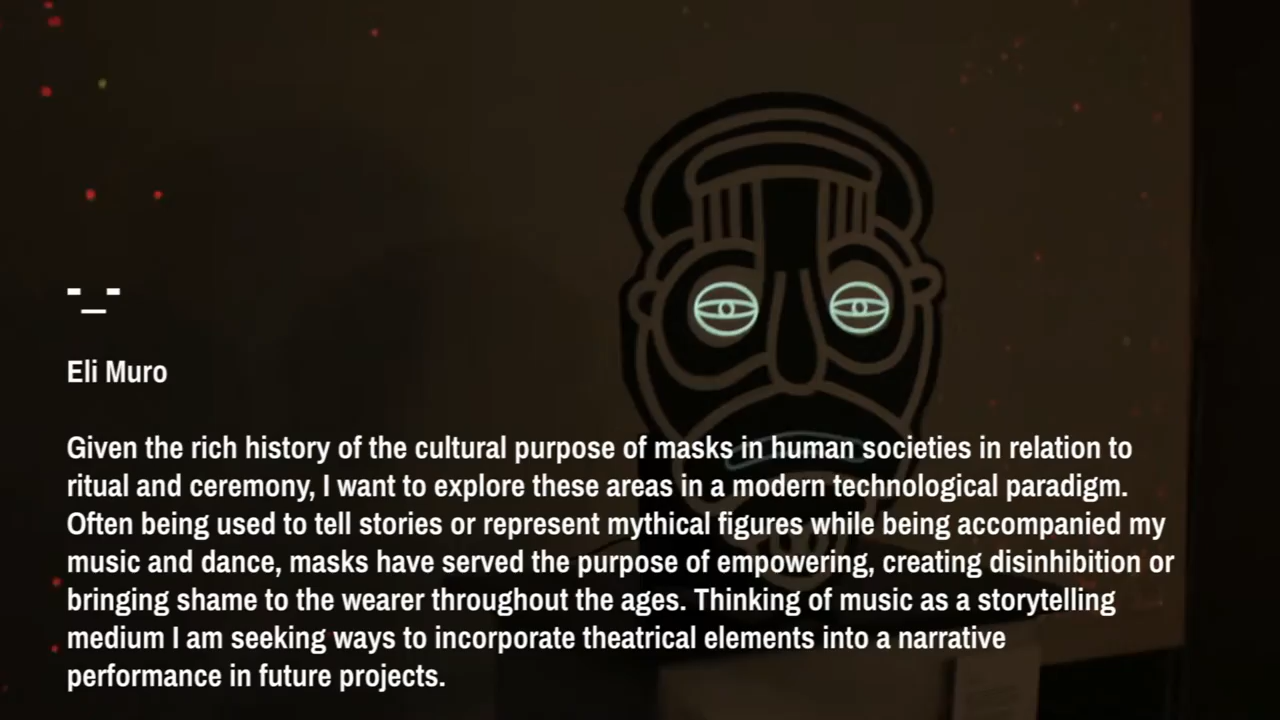 -_-
Eli Muro
Given the rich history of the cultural purpose of masks in human societies in relation to
ritual and ceremony, I want to explore these areas in a modern technological paradigm.
Often being used to tell stories or represent mythical figures while being accompanied my
music and dance, masks have served the purpose of empowering, creating disinhibition or
bringing shame to the wearer throughout the ages. Thinking of music as a storytelling
medium I am seeking ways to incorporate theatrical elements into a narrative
performance in future projects.